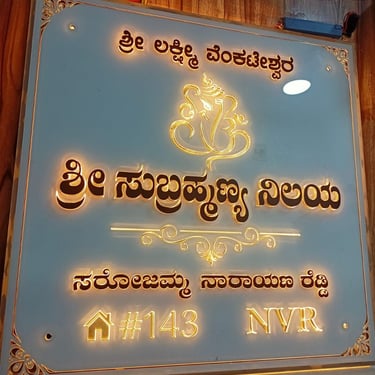 ಶ್ರೀ ಲಕ್ಷ್ಮೀ ವೆಂಕಟೇಶ್ವರ
ಶ್ರೀ ಸುಬ್ರಹ್ಮಣ್ಯ ನಿಲಯ
ಸರೋಜಮ್ಮ ನಾರಾಯಣ ರೆಡ್ಡಿ
#143 NVR